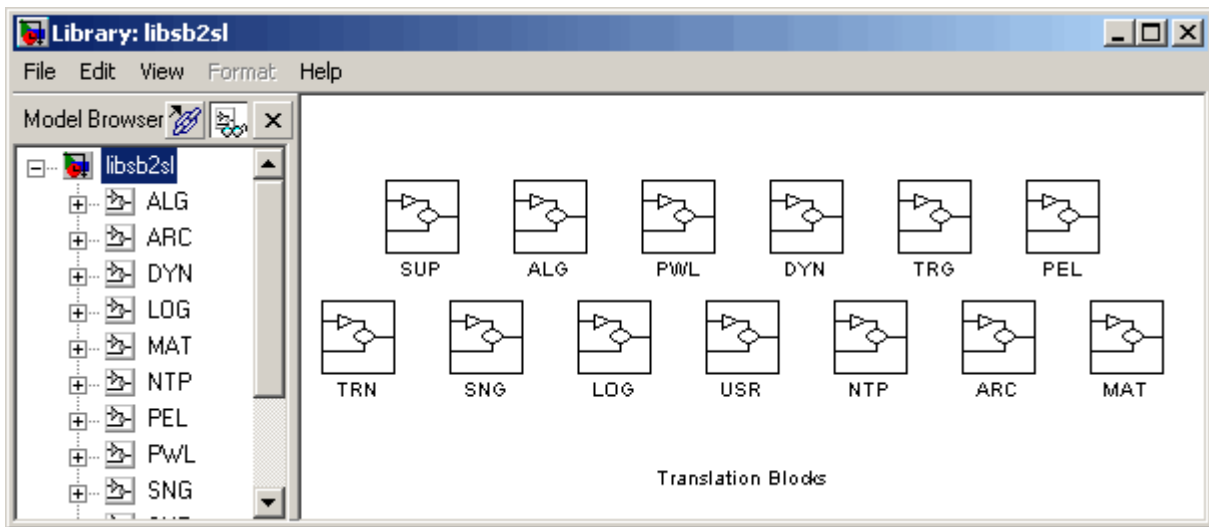 Library: libsb2sl
File Edit View Format Help
Model Browser
libsb2sl
ALG
ARC
DYN
LOG
MAT
NTP
PEL
PWL
SNG
SUP ALG PWL DYN TRG PEL
TRN SNG LOG USR NTP ARC MAT
Translation Blocks